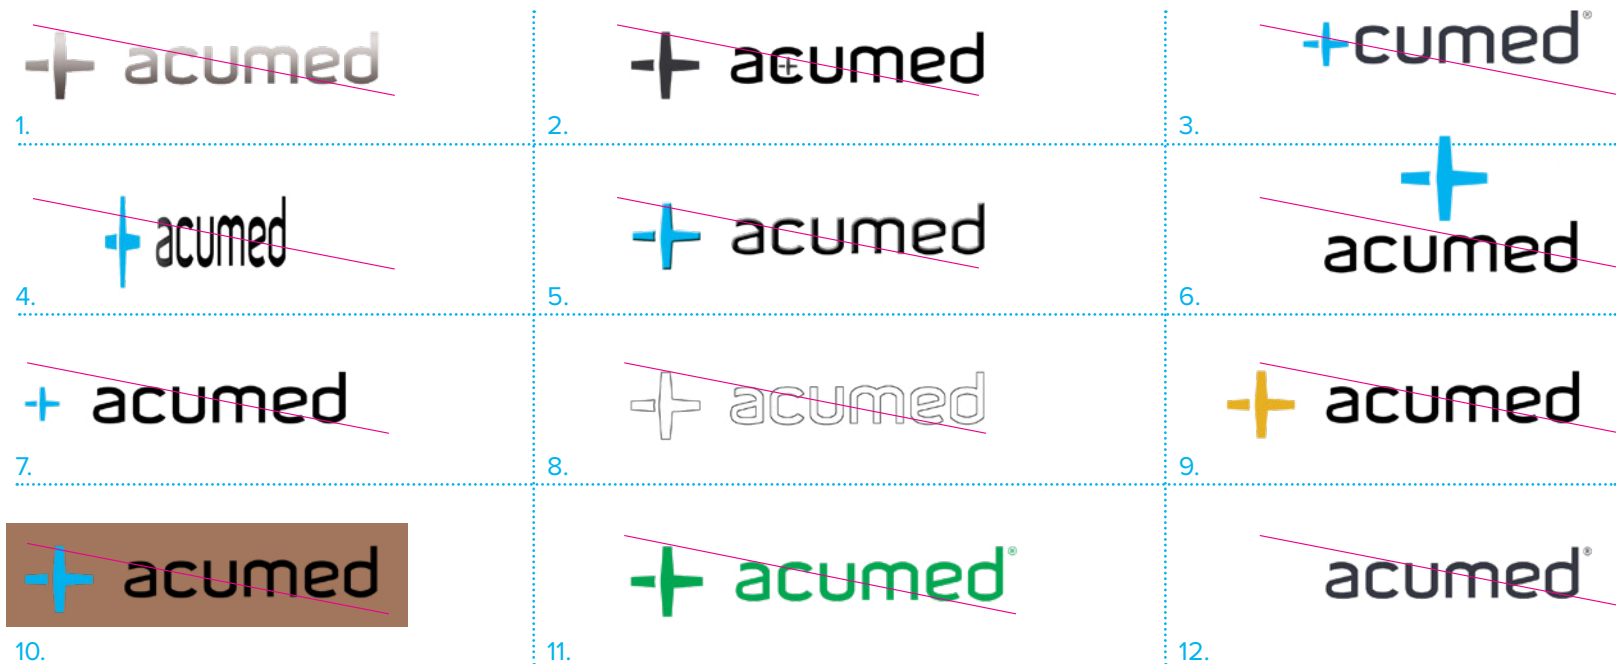 acumed
1.
acumed
2.
cumed®
3.
acumed
4.
acumed
5.
acumed
6.
acumed
7.
acumed
8.
acumed
9.
acumed
10.
acumed®
11.
acumed®
12.